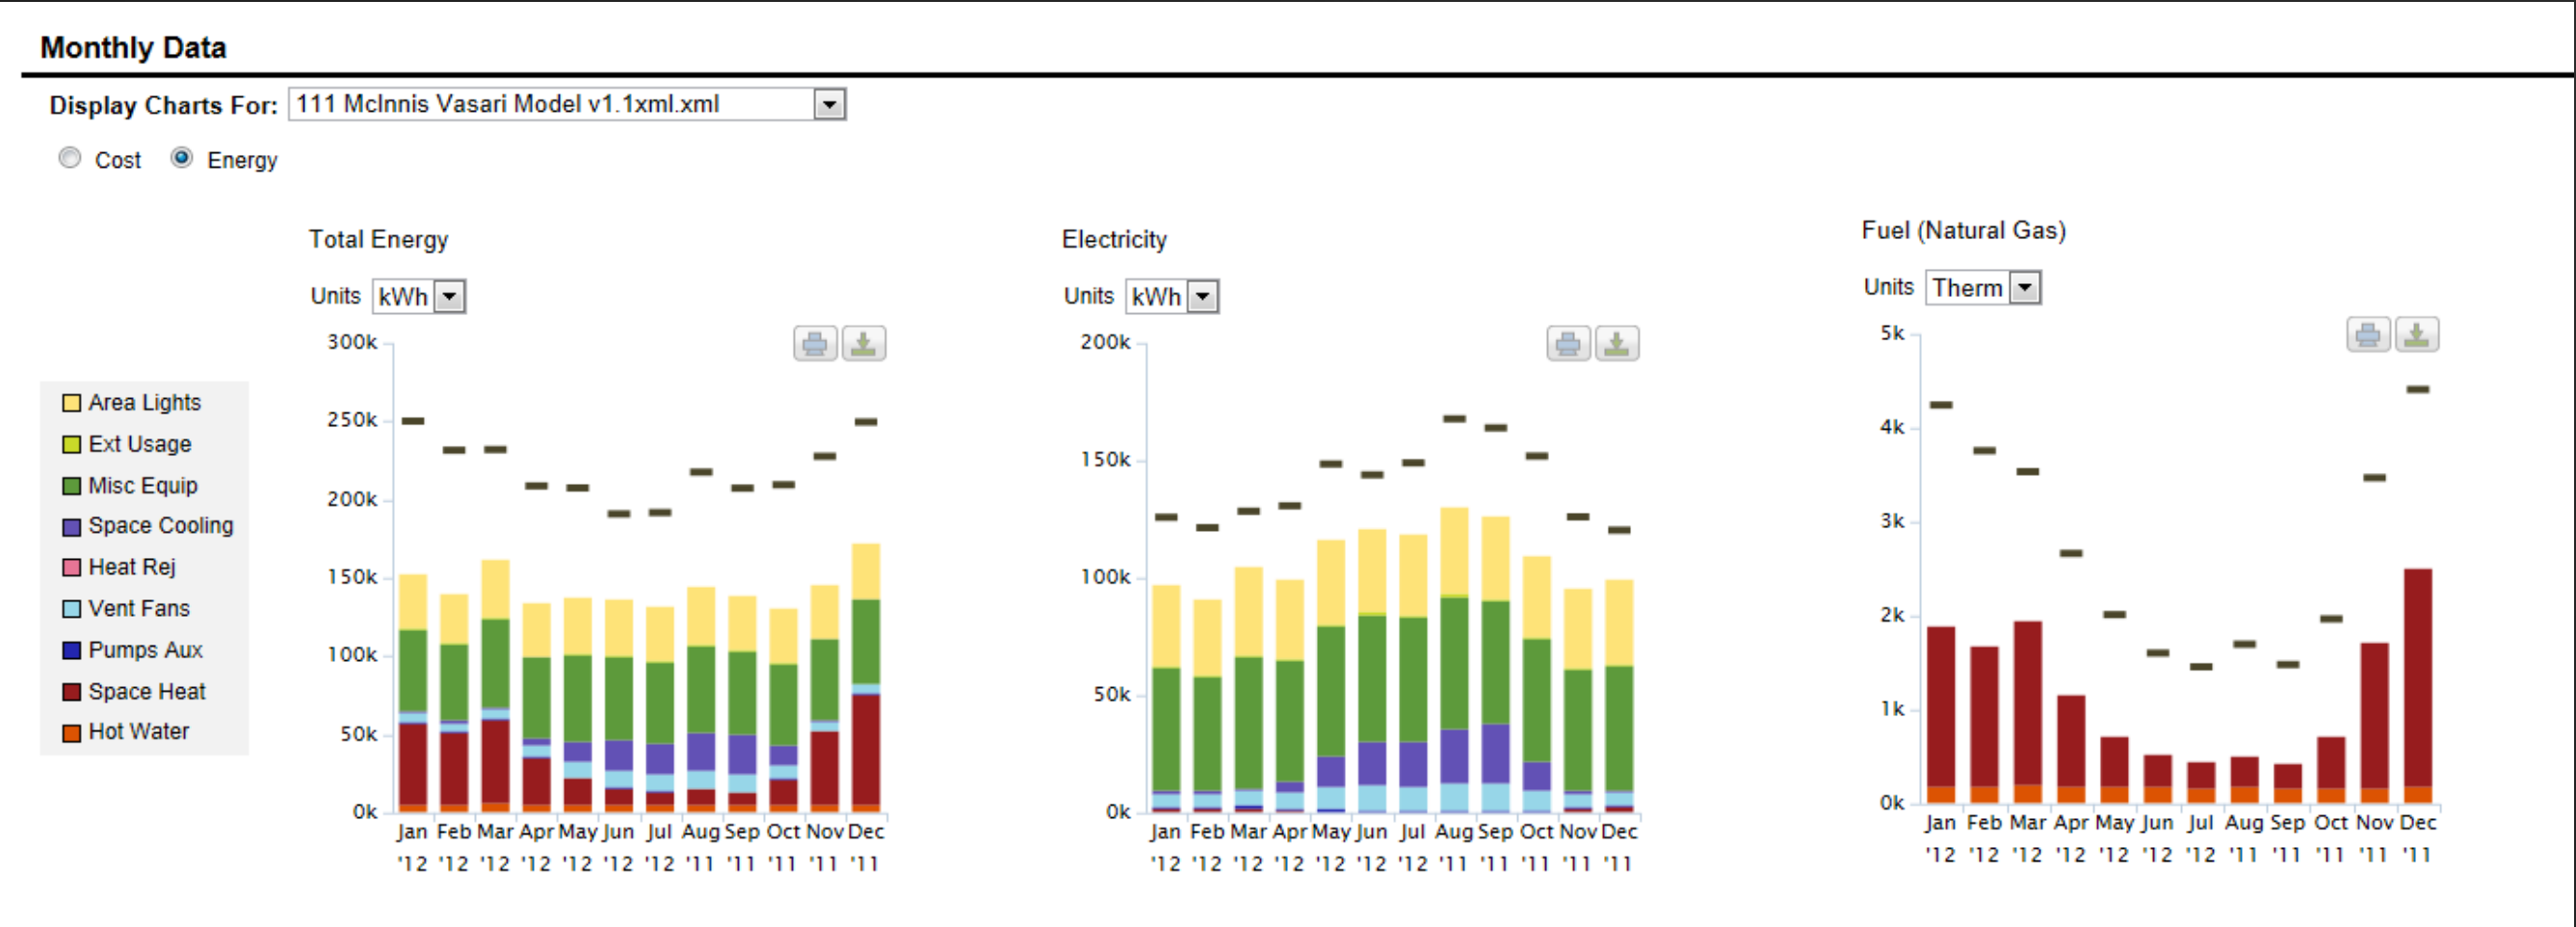 Monthly Data
Display Charts For: 111 McInnis Vasari Model v1.1xml.xml
Cost Energy
Area Lights
Ext Usage
Misc Equip
Space Cooling
Heat Rej
Vent Fans
Pumps Aux
Space Heat
Hot Water
Total Energy
Units kWh
300k
250k
200k
150k
100k
50k
0k
Jan Feb Mar Apr May Jun Jul Aug Sep Oct Nov Dec
'12 '12 '12 '12 '12 '12 '12 '11 '11 '11 '11 '11
Electricity
Units kWh
200k
150k
100k
50k
0k
Jan Feb Mar Apr May Jun Jul Aug Sep Oct Nov Dec
'12 '12 '12 '12 '12 '12 '12 '11 '11 '11 '11 '11
Fuel (Natural Gas)
Units Therm
5k
4k
3k
2k
1k
0k
Jan Feb Mar Apr May Jun Jul Aug Sep Oct Nov Dec
'12 '12 '12 '12 '12 '12 '12 '11 '11 '11 '11 '11